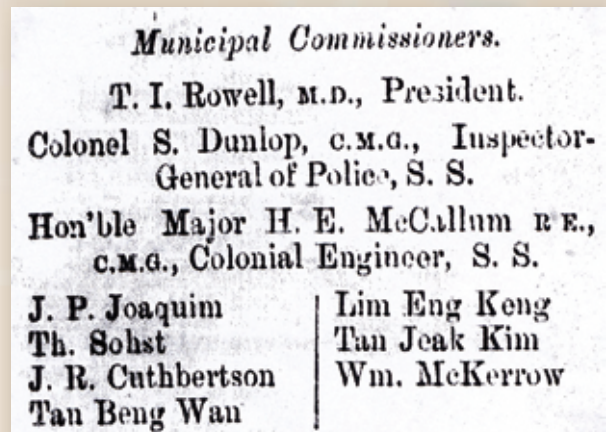 Municipal Commissioners.
T. I. Rowell, M.D., President.
Colonel S. Dunlop, C.M.G., Inspector-
General of Police, S. S.
Hon'ble Major H. E. McCallum R E.,
C.M.G., Colonial Engineer, S. S.
J. P. Joaquim
Th. Sohst
J. R. Cuthbertson
Tan Beng Wan
Lim Eng Keng
Tan Jeak Kim
Wm. McKerrow